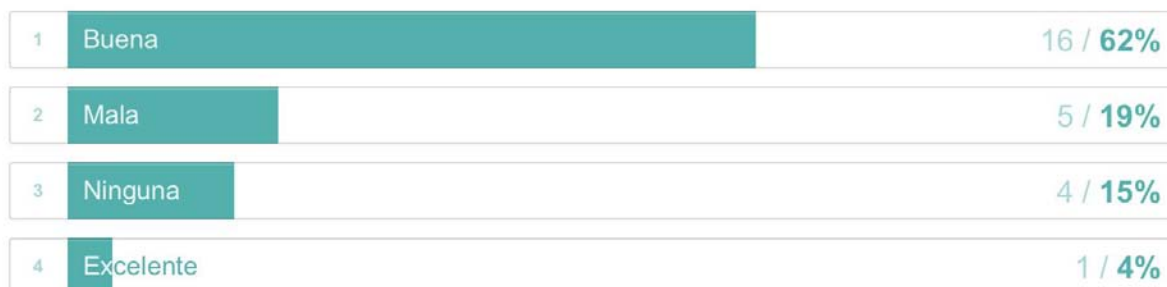 1 Buena 16 / 62%
2 Mala 5 / 19%
3 Ninguna 4 / 15%
4 Excelente 1 / 4%